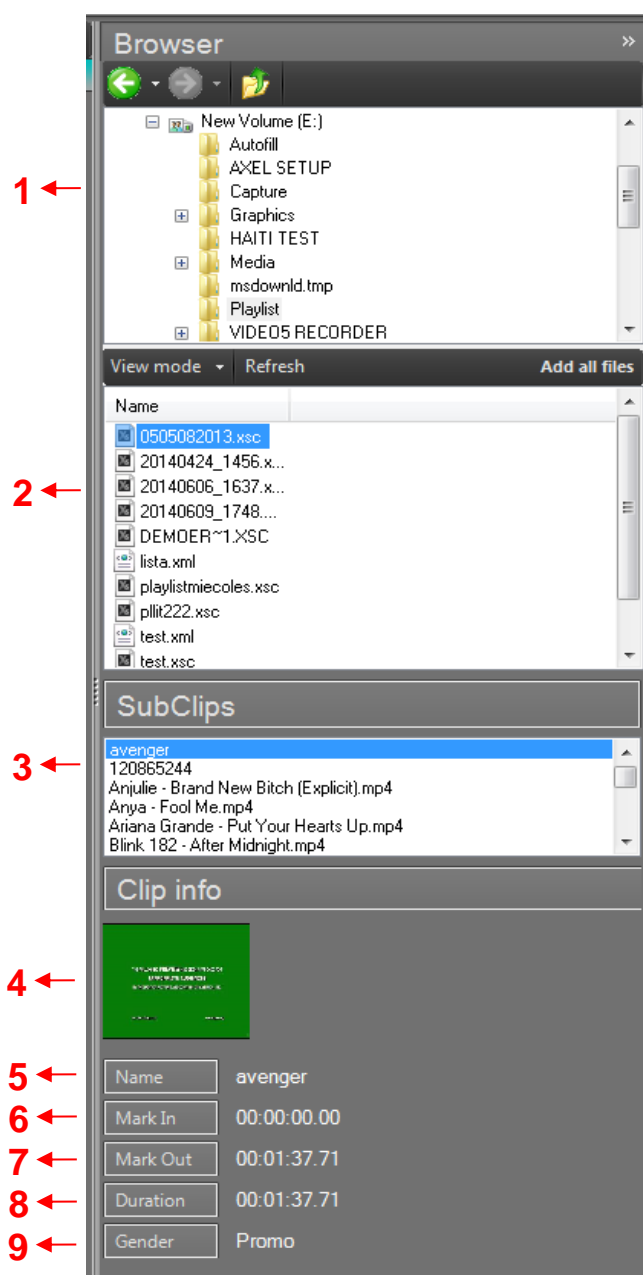 Browser »
New Volume (E:)
Autofill
AXEL SETUP
1
Capture
Graphics
HAITI TEST
Media
msdownld.tmp
Playlist
VIDEO5 RECORDER
View mode Refresh Add all files
Name
0505082013.xsc
20140424_1456.x...
2
20140606_1637.x...
20140609_1748....
DEMOER~1.XSC
lista.xml
playlistmiecoles.xsc
pllit222.xsc
test.xml
test.xsc
SubClips
avenger
3
120865244
Anjulie - Brand New Bitch (Explicit).mp4
Anya - Fool Me.mp4
Ariana Grande - Put Your Hearts Up.mp4
Blink 182 - After Midnight.mp4
Clip info
4
5 Name avenger
6 Mark In 00:00:00.00
7 Mark Out 00:01:37.71
8 Duration 00:01:37.71
9 Gender Promo